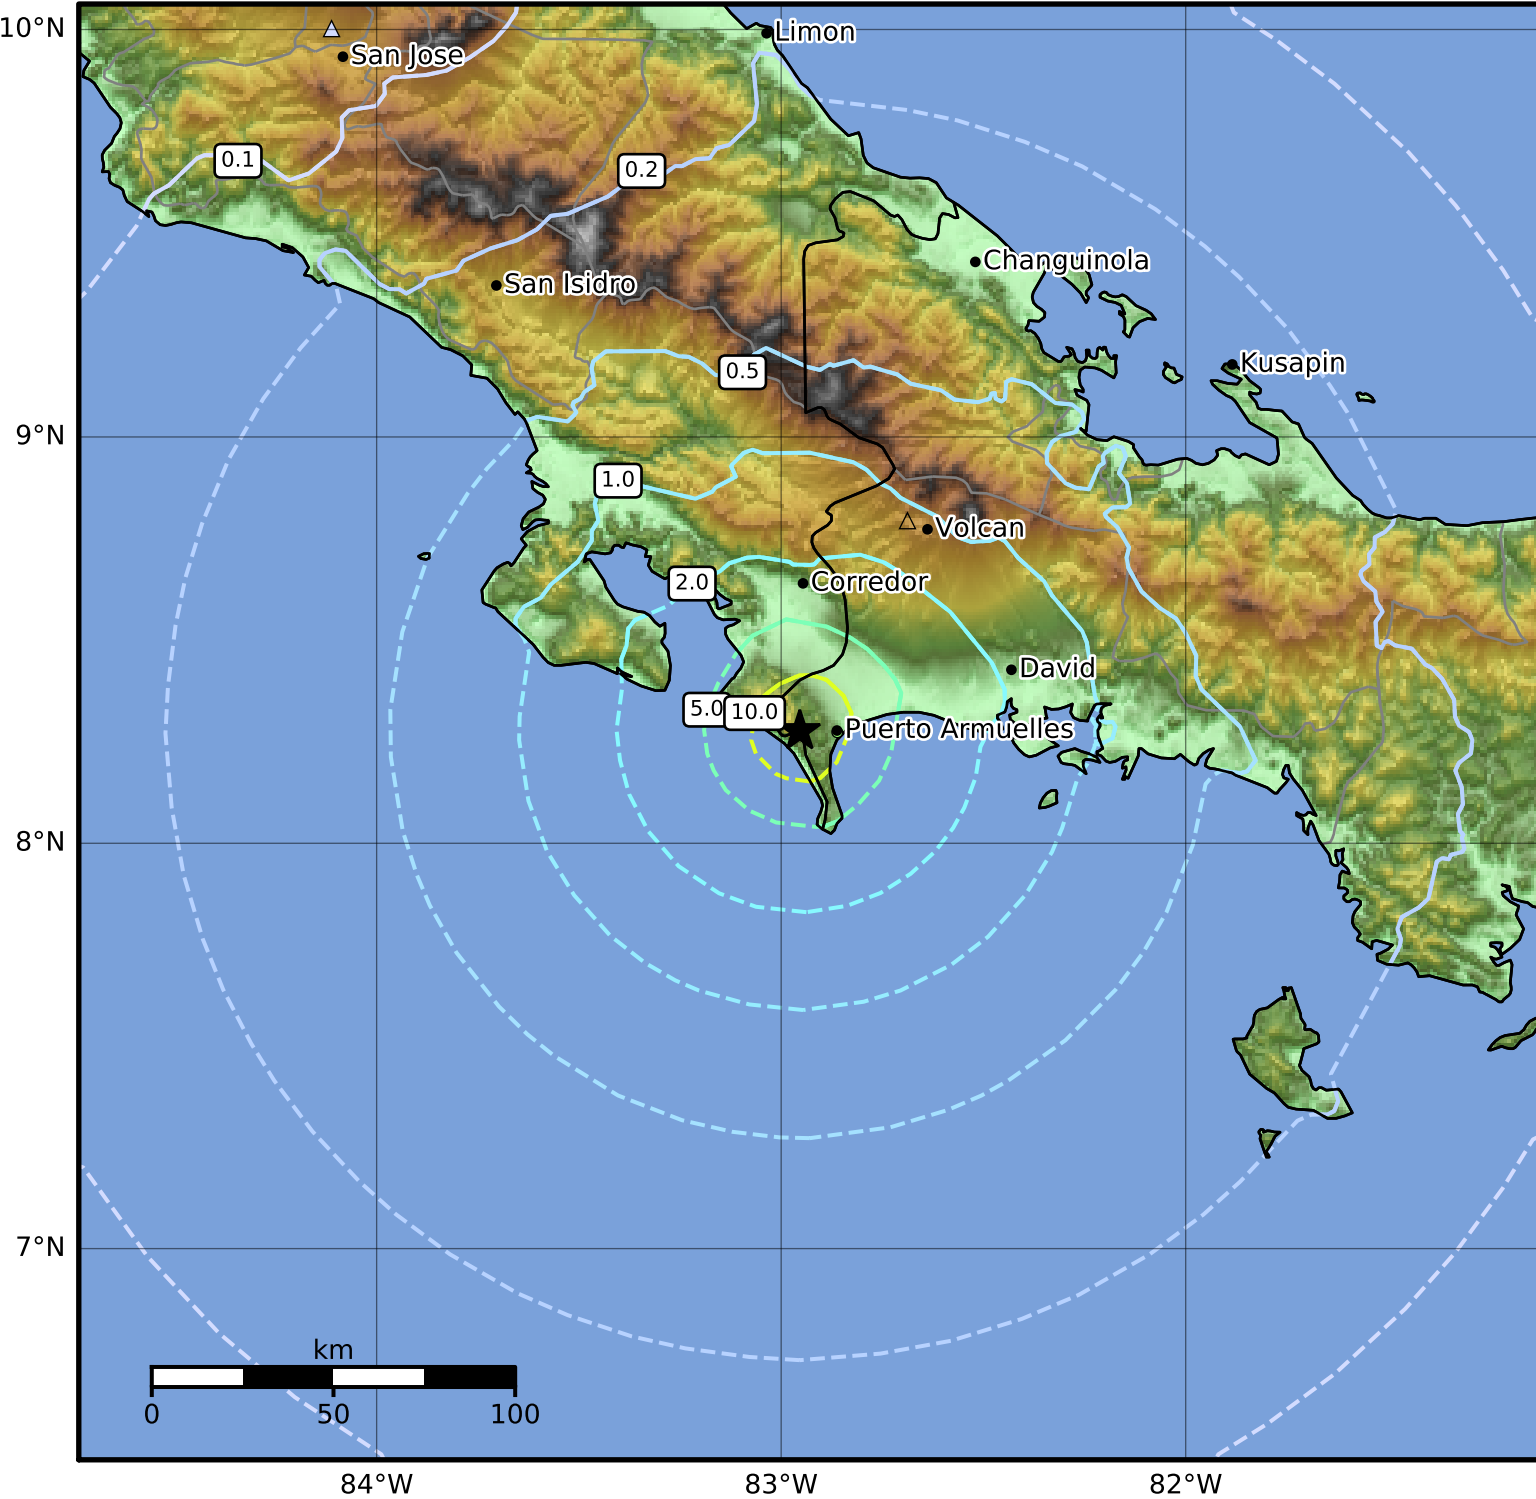 10°N
Limon
San Jose
0.1
0.2
Changuinola
San Isidro
Kusapin
0.5
9°N
1.0
Volcan
2.0
Corredor
David
5.0
10.0
Puerto Armuelles
8°N
7°N
km
0
50
100
84°W
83°W
82°W